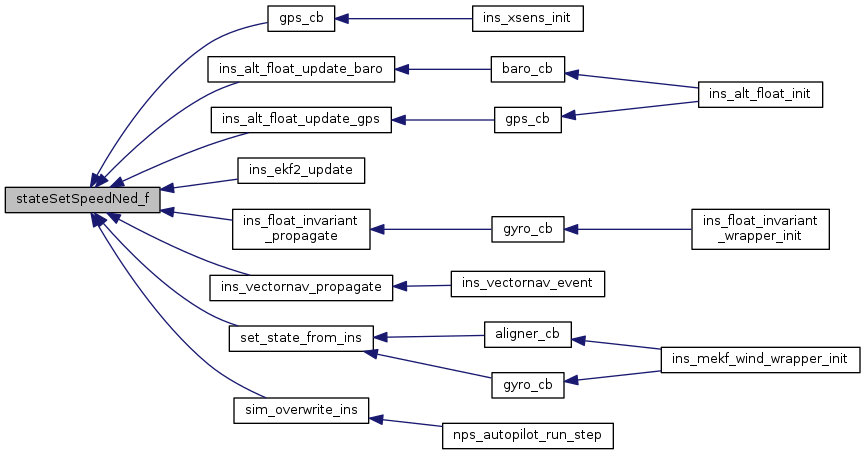 gps_cb
ins_xsens_init
ins_alt_float_update_baro
baro_cb
ins_alt_float_init
ins_alt_float_update_gps
gps_cb
ins_ekf2_update
stateSetSpeedNed_f
ins_float_invariant
_propagate
gyro_cb
ins_float_invariant
_wrapper_init
ins_vectornav_propagate
ins_vectornav_event
set_state_from_ins
aligner_cb
ins_mekf_wind_wrapper_init
gyro_cb
sim_overwrite_ins
nps_autopilot_run_step